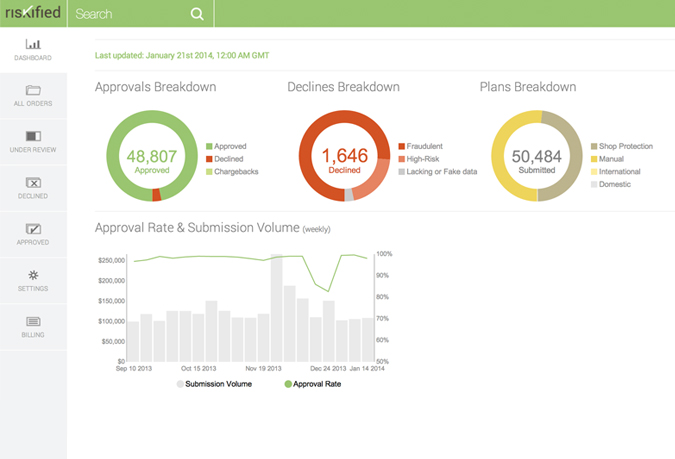 riskified
Search
DASHBOARD
ALL ORDERS
UNDER REVIEW
DECLINED
APPROVED
SETTINGS
BILLING
Last updated: January 21st 2014, 12:00 AM GMT
Approvals Breakdown
48,807
Approved
Approved
Declined
Chargebacks
Declines Breakdown
1,646
Declined
Fraudulent
High-Risk
Lacking or Fake data
Plans Breakdown
50,484
Submitted
Shop Protection
Manual
International
Domestic
Approval Rate & Submission Volume (weekly)
$250,000
$200,000
$150,000
$100,000
$50,000
$0
100%
90%
80%
70%
60%
50%
Sep 10 2013 Oct 15 2013 Nov 19 2013 Dec 24 2013 Jan 14 2014
Submission Volume Approval Rate